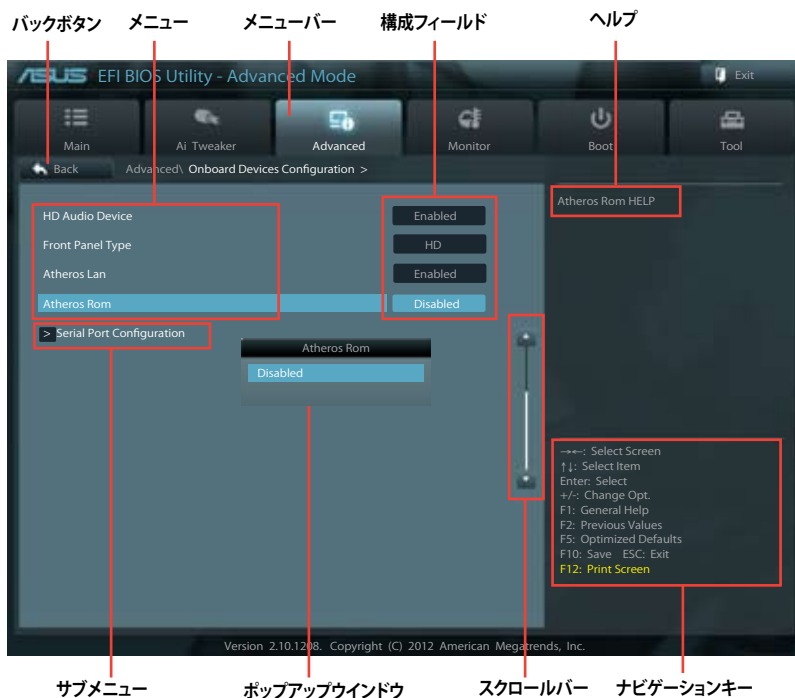 バックボタン メニュー メニューバー 構成フィールド ヘルプ
ASUS EFI BIOS Utility - Advanced Mode Exit
Main Ai Tweaker Advanced Monitor Boot Tool
Back Advanced\ Onboard Devices Configuration >
HD Audio Device Enabled
Front Panel Type HD
Atheros Lan Enabled
Atheros Rom Disabled
> Serial Port Configuration
Atheros Rom
Disabled
Atheros Rom HELP
→←: Select Screen
↑↓: Select Item
Enter: Select
+/-: Change Opt.
F1: General Help
F2: Previous Values
F5: Optimized Defaults
F10: Save ESC: Exit
F12: Print Screen
Version 2.10.1208. Copyright (C) 2012 American Megatrends, Inc.
サブメニュー ポップアップウインドウ スクロールバー ナビゲーションキー